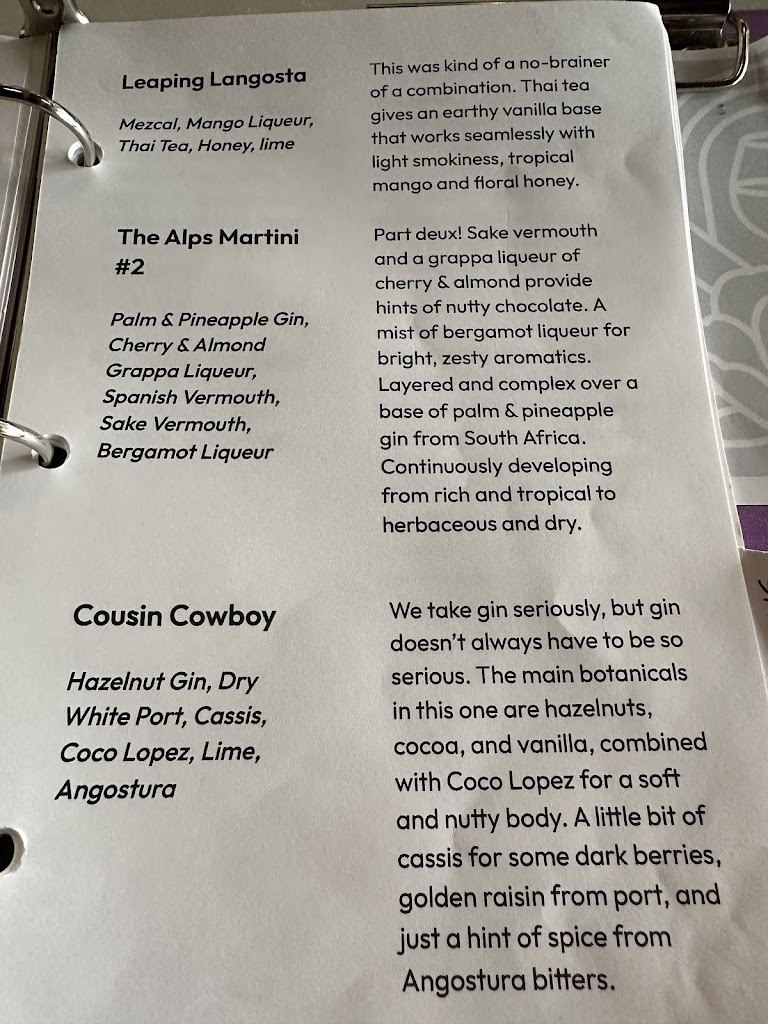 Leaping Langosta
Mezcal, Mango Liqueur,
Thai Tea, Honey, lime
This was kind of a no-brainer
of a combination. Thai tea
gives an earthy vanilla base
that works seamlessly with
light smokiness, tropical
mango and floral honey.
The Alps Martini
#2
Palm & Pineapple Gin,
Cherry & Almond
Grappa Liqueur,
Spanish Vermouth,
Sake Vermouth,
Bergamot Liqueur
Part deux! Sake vermouth
and a grappa liqueur of
cherry & almond provide
hints of nutty chocolate. A
mist of bergamot liqueur for
bright, zesty aromatics.
Layered and complex over a
base of palm & pineapple
gin from South Africa.
Continuously developing
from rich and tropical to
herbaceous and dry.
Cousin Cowboy
Hazelnut Gin, Dry
White Port, Cassis,
Coco Lopez, Lime,
Angostura
We take gin seriously, but gin
doesn't always have to be so
serious. The main botanicals
in this one are hazelnuts,
cocoa, and vanilla, combined
with Coco Lopez for a soft
and nutty body. A little bit of
cassis for some dark berries,
golden raisin from port, and
just a hint of spice from
Angostura bitters.